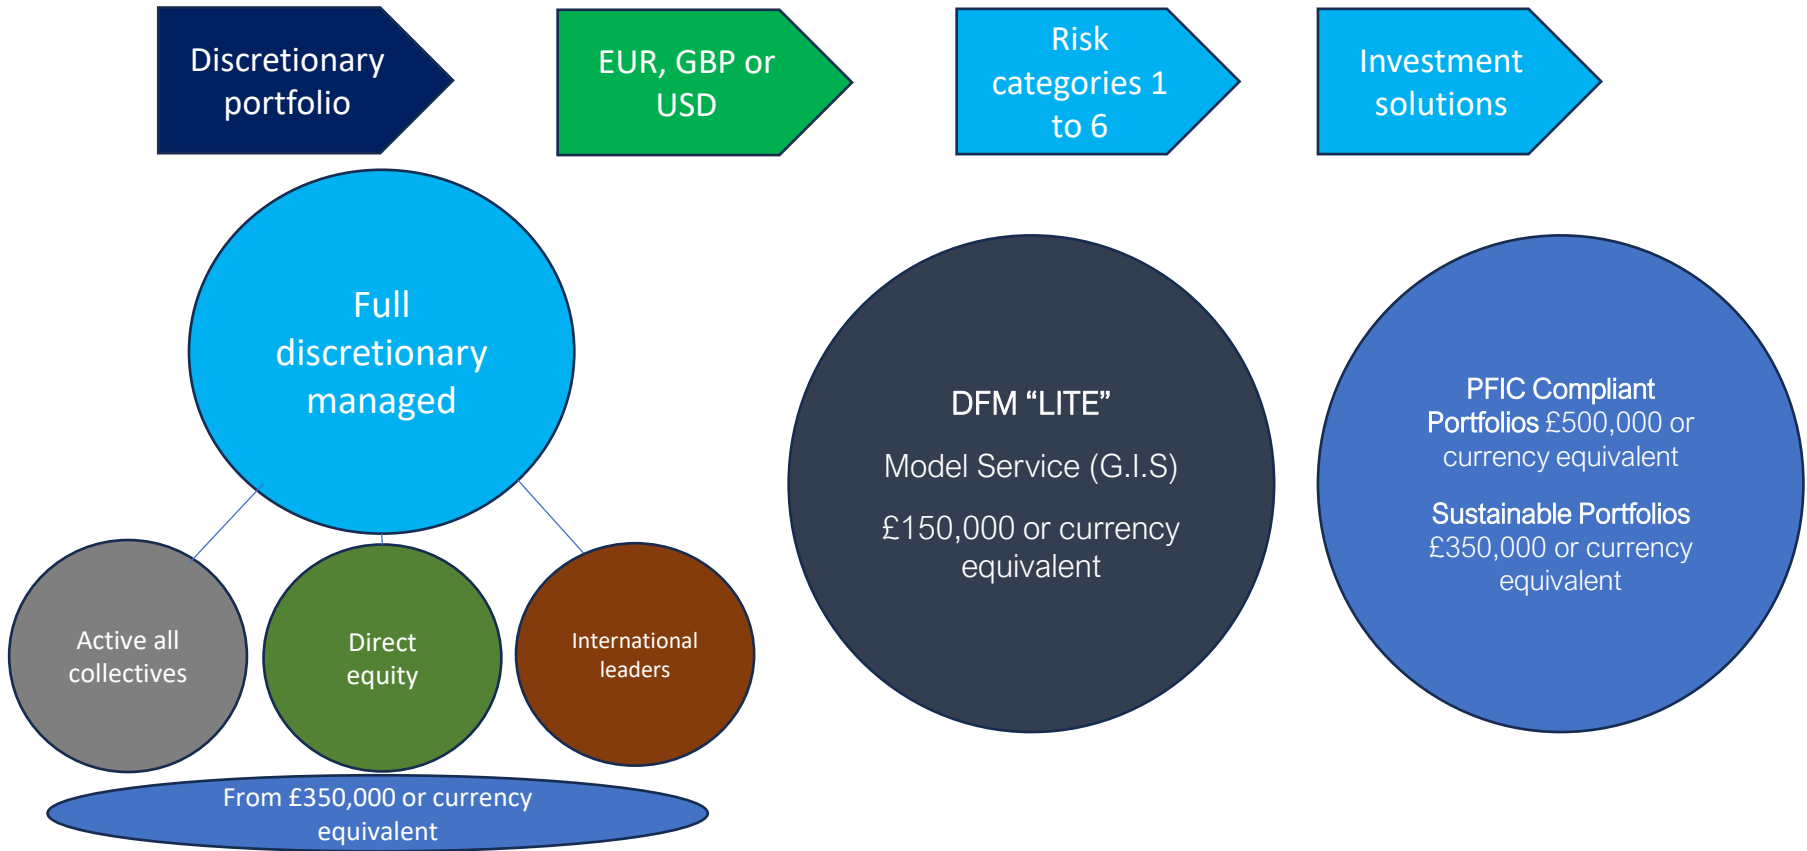 Discretionary
portfolio
EUR, GBP or
USD
Risk
categories 1
to 6
Investment
solutions
Full
discretionary
managed
Active all
collectives
Direct
equity
International
leaders
From £350,000 or currency
equivalent
DFM “LITE”
Model Service (G.I.S)
£150,000 or currency
equivalent
PFIC Compliant
Portfolios £500,000 or
currency equivalent
Sustainable Portfolios
£350,000 or currency
equivalent